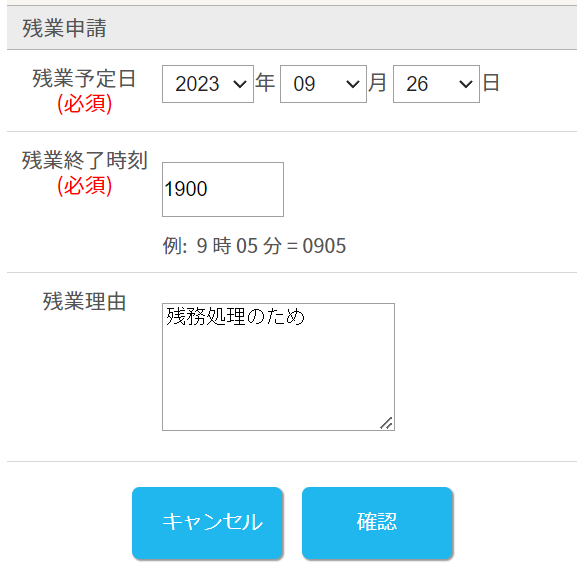 残業申請
残業予定日
(必須)
2023 年 09 月 26 日
残業終了時刻
(必須)
1900
例: 9 時 05 分 = 0905
残業理由
残務処理のため
キャンセル 確認